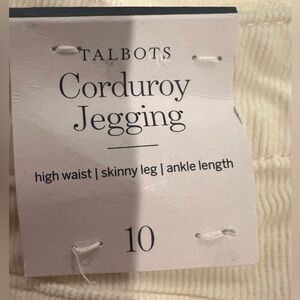 TALBOTS
Corduroy
Jegging
high waist | skinny leg | ankle length
10